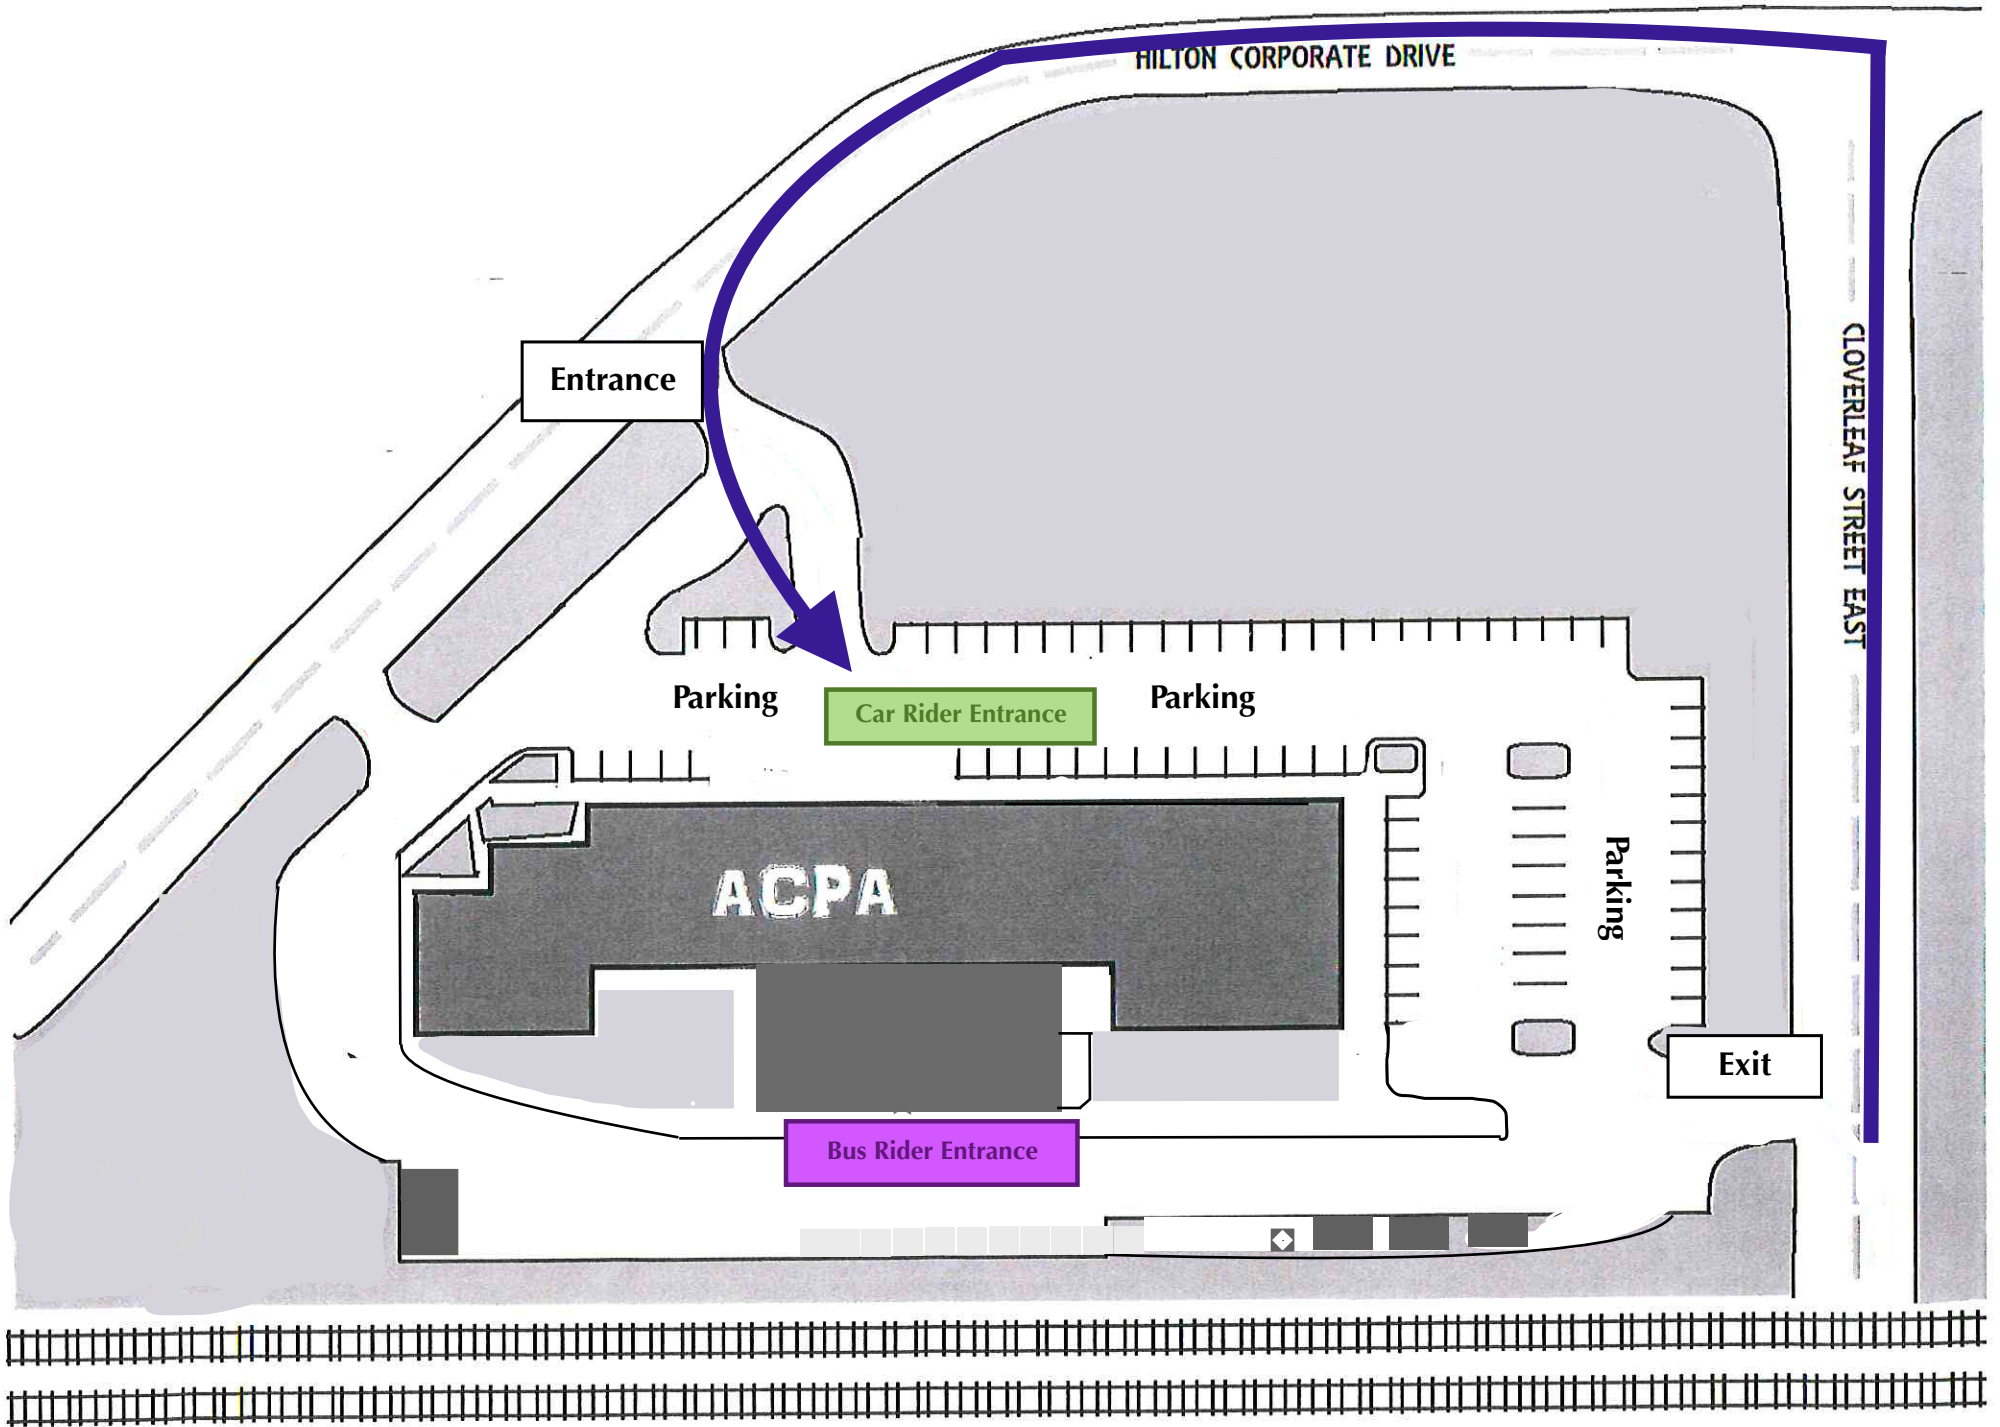 HILTON CORPORATE DRIVE
Entrance
CLOVERLEAF STREET EAST
Parking
Car Rider Entrance
Parking
Parking
ACPA
Exit
Bus Rider Entrance